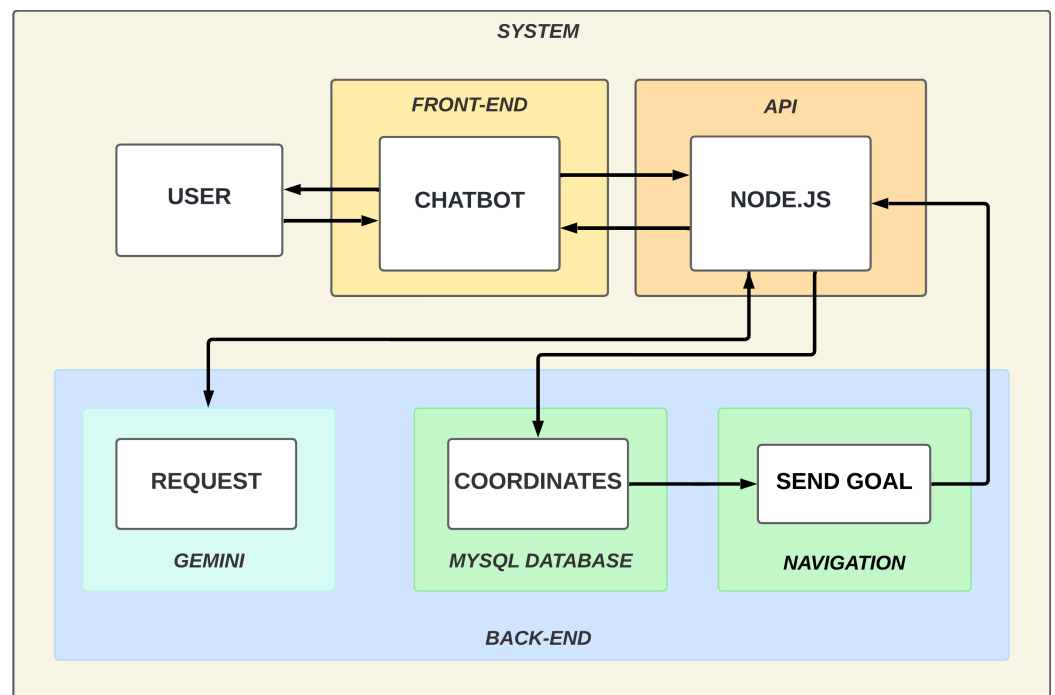 SYSTEM
FRONT-END
API
USER
CHATBOT
NODE.JS
REQUEST
COORDINATES
SEND GOAL
GEMINI
MYSQL DATABASE
NAVIGATION
BACK-END